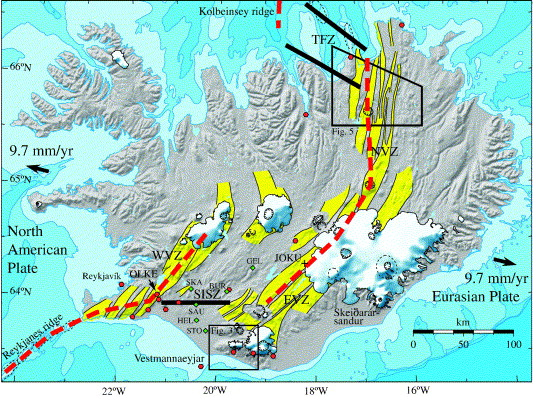 Kolbeinsey ridge
TFZ
66°N
Fig. 5
9.7 mm/yr
NVZ
65°N
North
American
Plate
WVZ
GEL
JOKU
9.7 mm/yr
Reykjavík
OLKE
SKA
BUR
SISZ
EVZ
Eurasian Plate
64°N
SAU
Skeiðarár-
sandur
HEL
STO
Fig. 3
Reykjanes ridge
Vestmannaeyjar
km
0
50
100
22°W
20°W
18°W
16°W